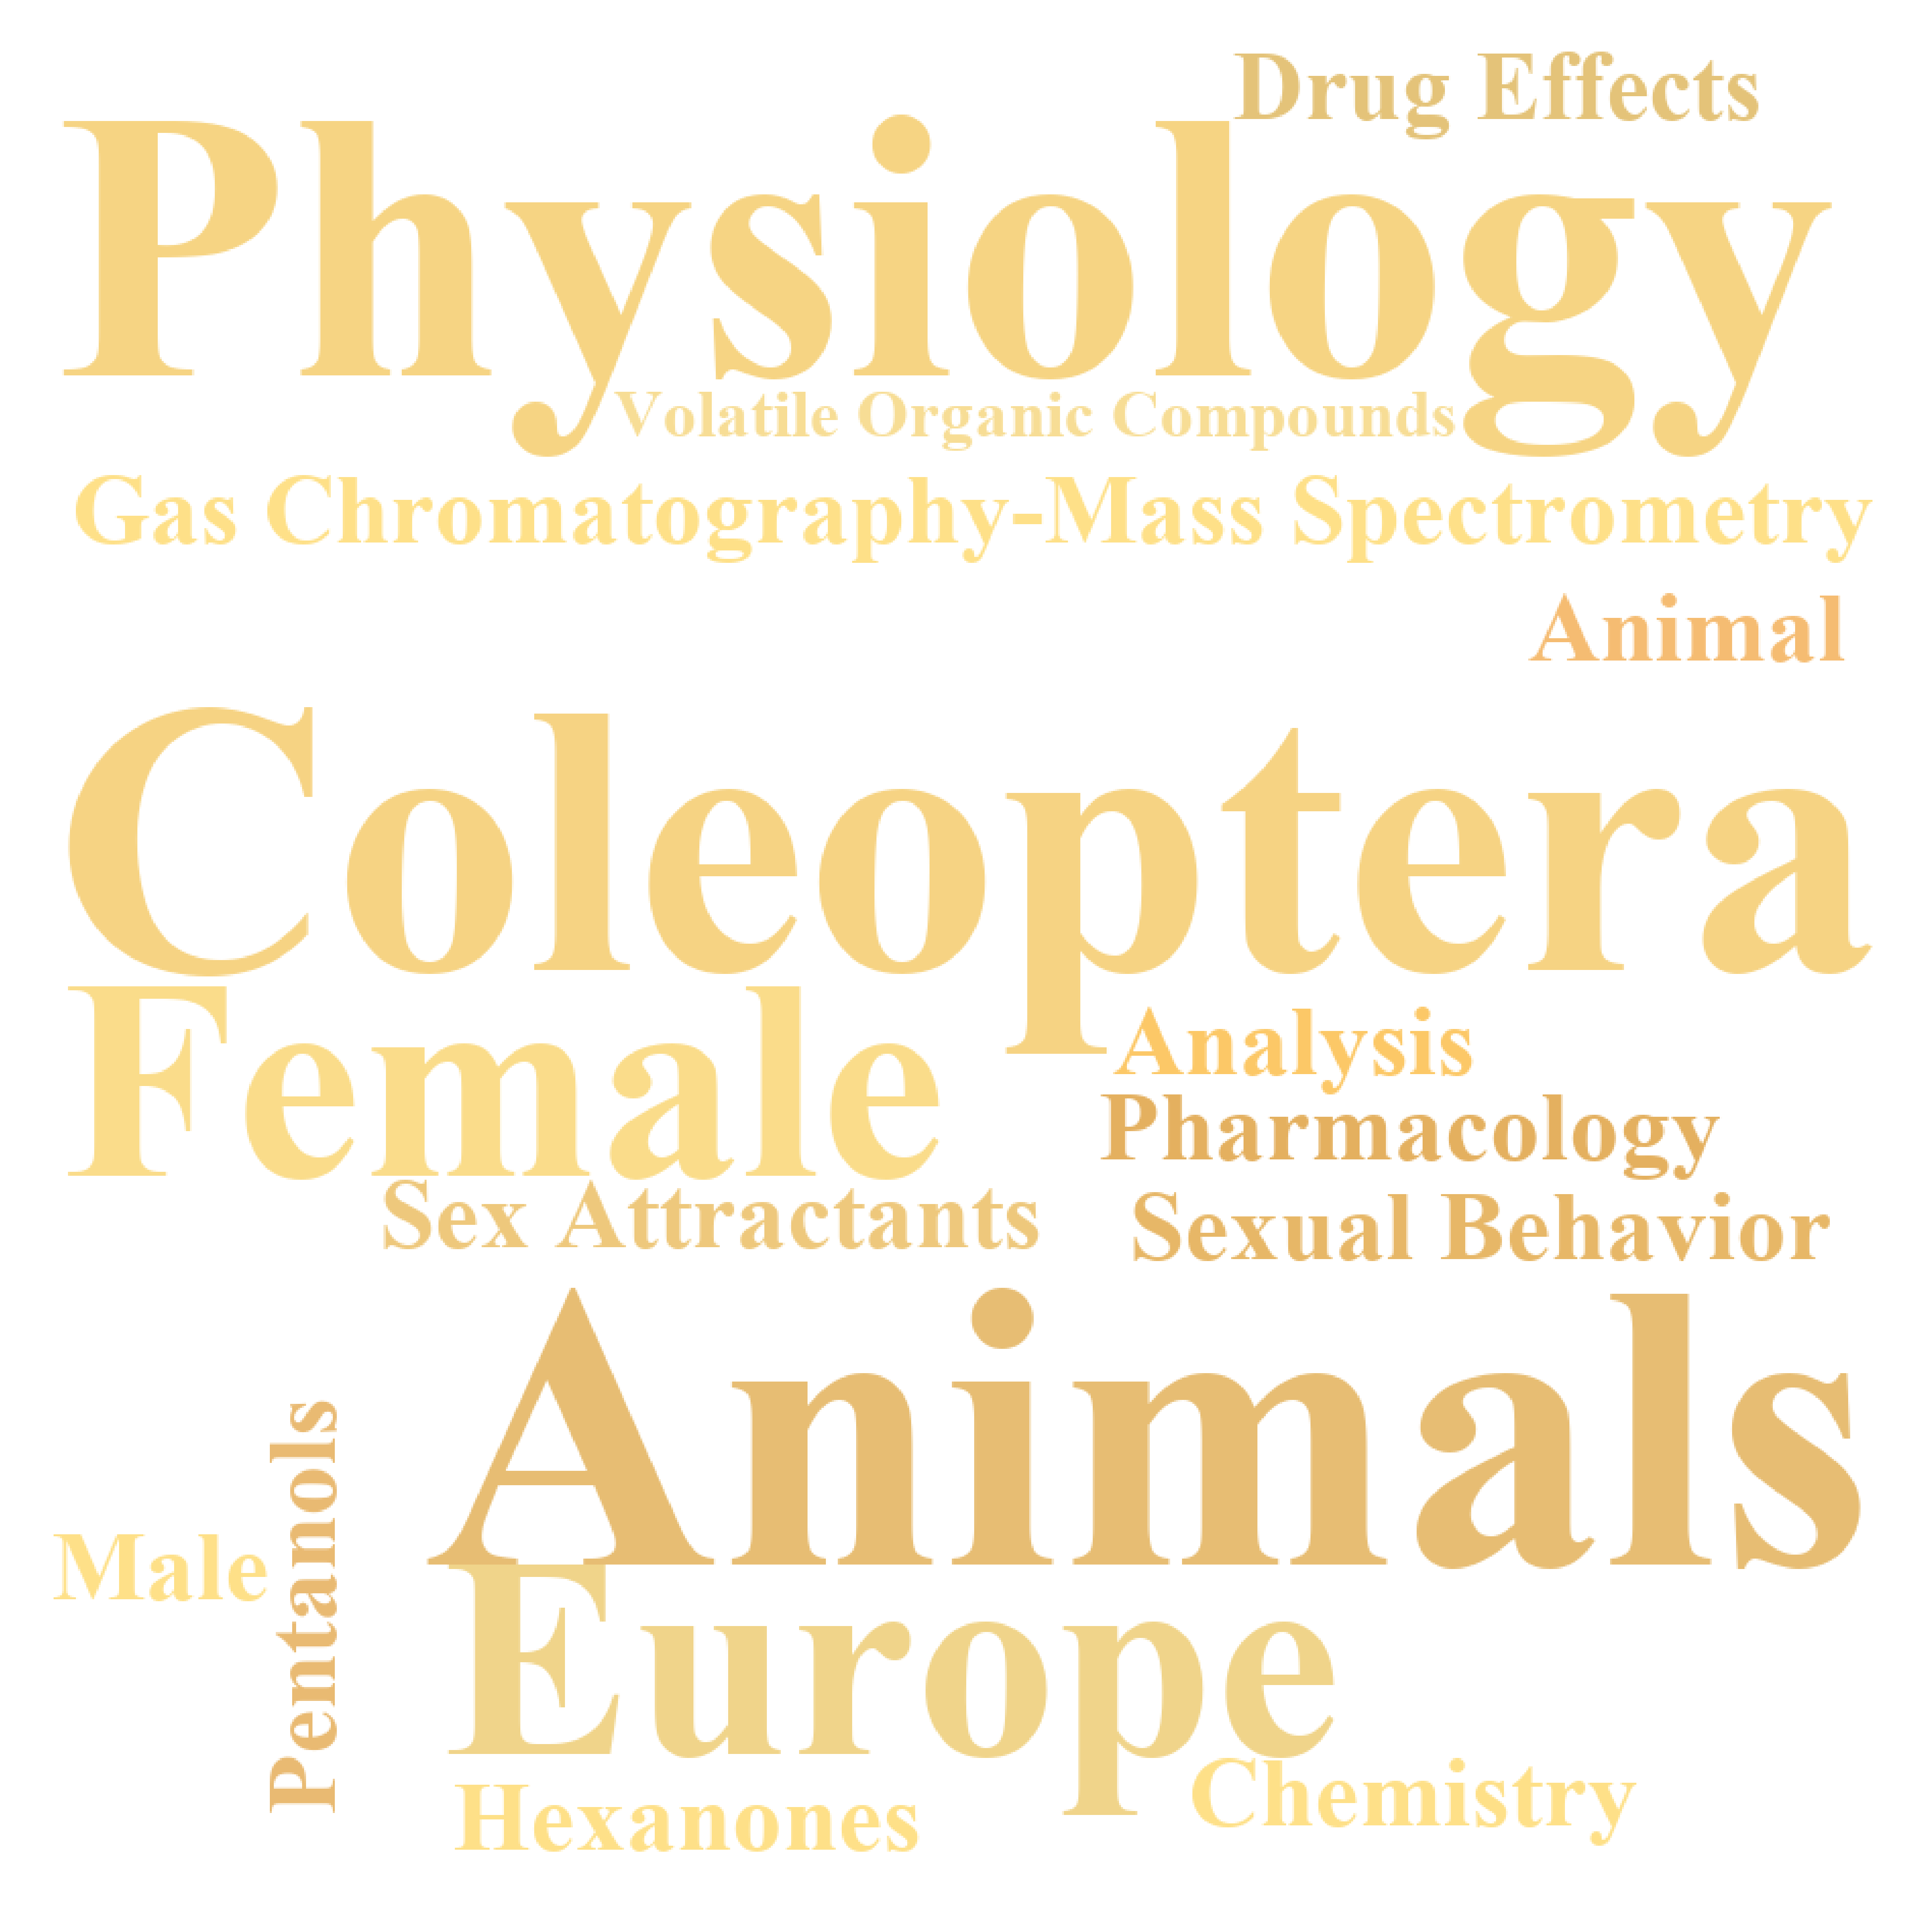 Drug Effects
Physiology
Volatile Organic Compounds
Gas Chromatography-Mass Spectrometry
Animal
Coleoptera
Female
Analysis
Pharmacology
Sex Attractants
Sexual Behavior
Animals
Pentanols
Male
Europe
Chemistry
Hexanones